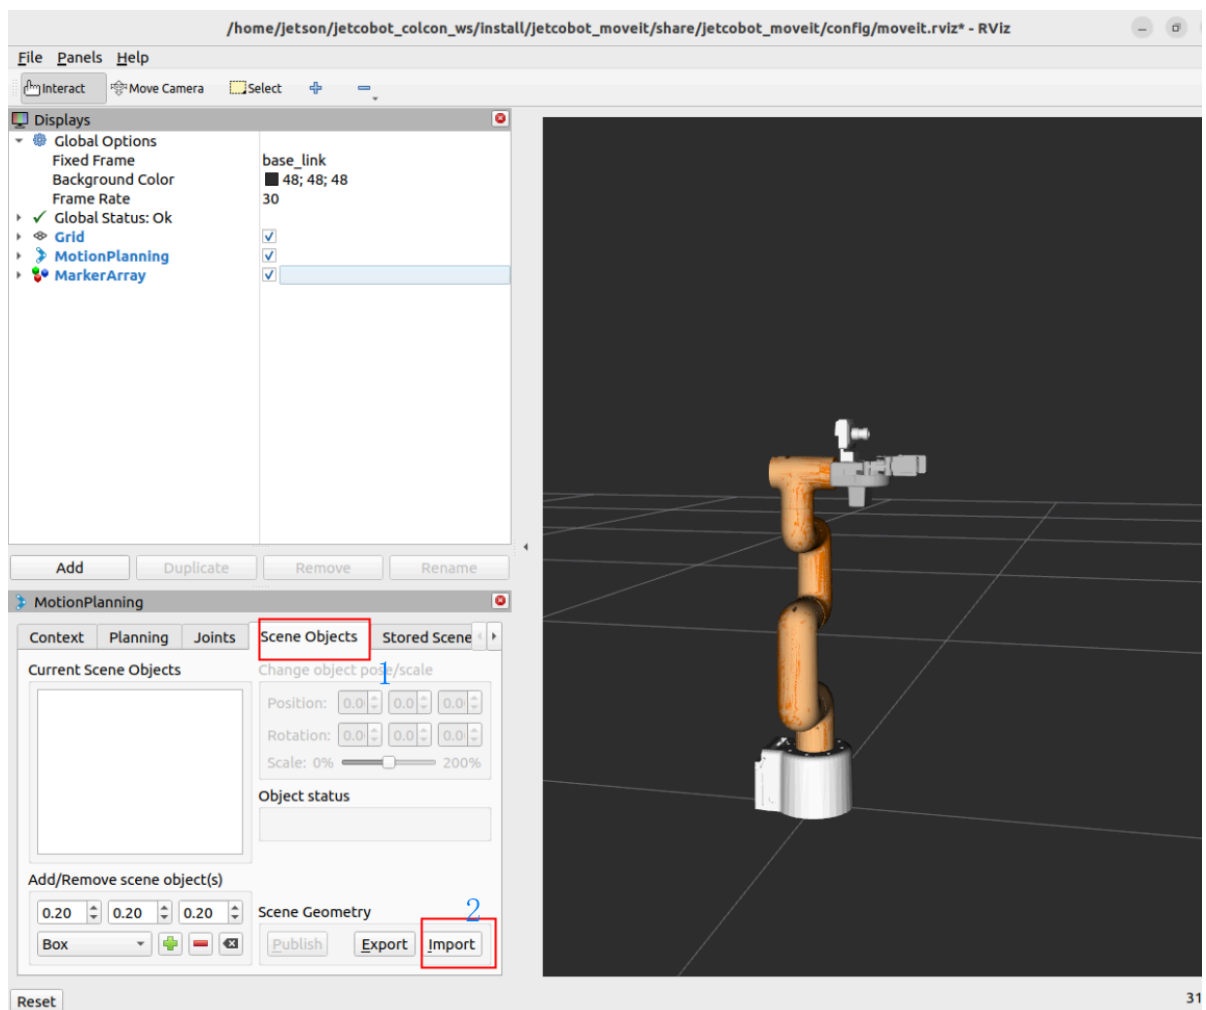 /home/jetson/jetcobot_colcon_ws/install/jetcobot_moveit/share/jetcobot_moveit/config/moveit.rviz* - RViz
File Panels Help
Interact Move Camera Select
Displays
Global Options
Fixed Frame base_link
Background Color 48; 48; 48
Frame Rate 30
Global Status: Ok
Grid
MotionPlanning
MarkerArray
Add Duplicate Remove Rename
MotionPlanning
Context Planning Joints Scene Objects Stored Scene
1
Current Scene Objects Change object pose/scale
Position: 0.0 0.0 0.0
Rotation: 0.0 0.0 0.0
Scale: 0% 200%
Object status
Add/Remove scene object(s)
0.20 0.20 0.20 Scene Geometry 2
Box Publish Export Import
Reset 31